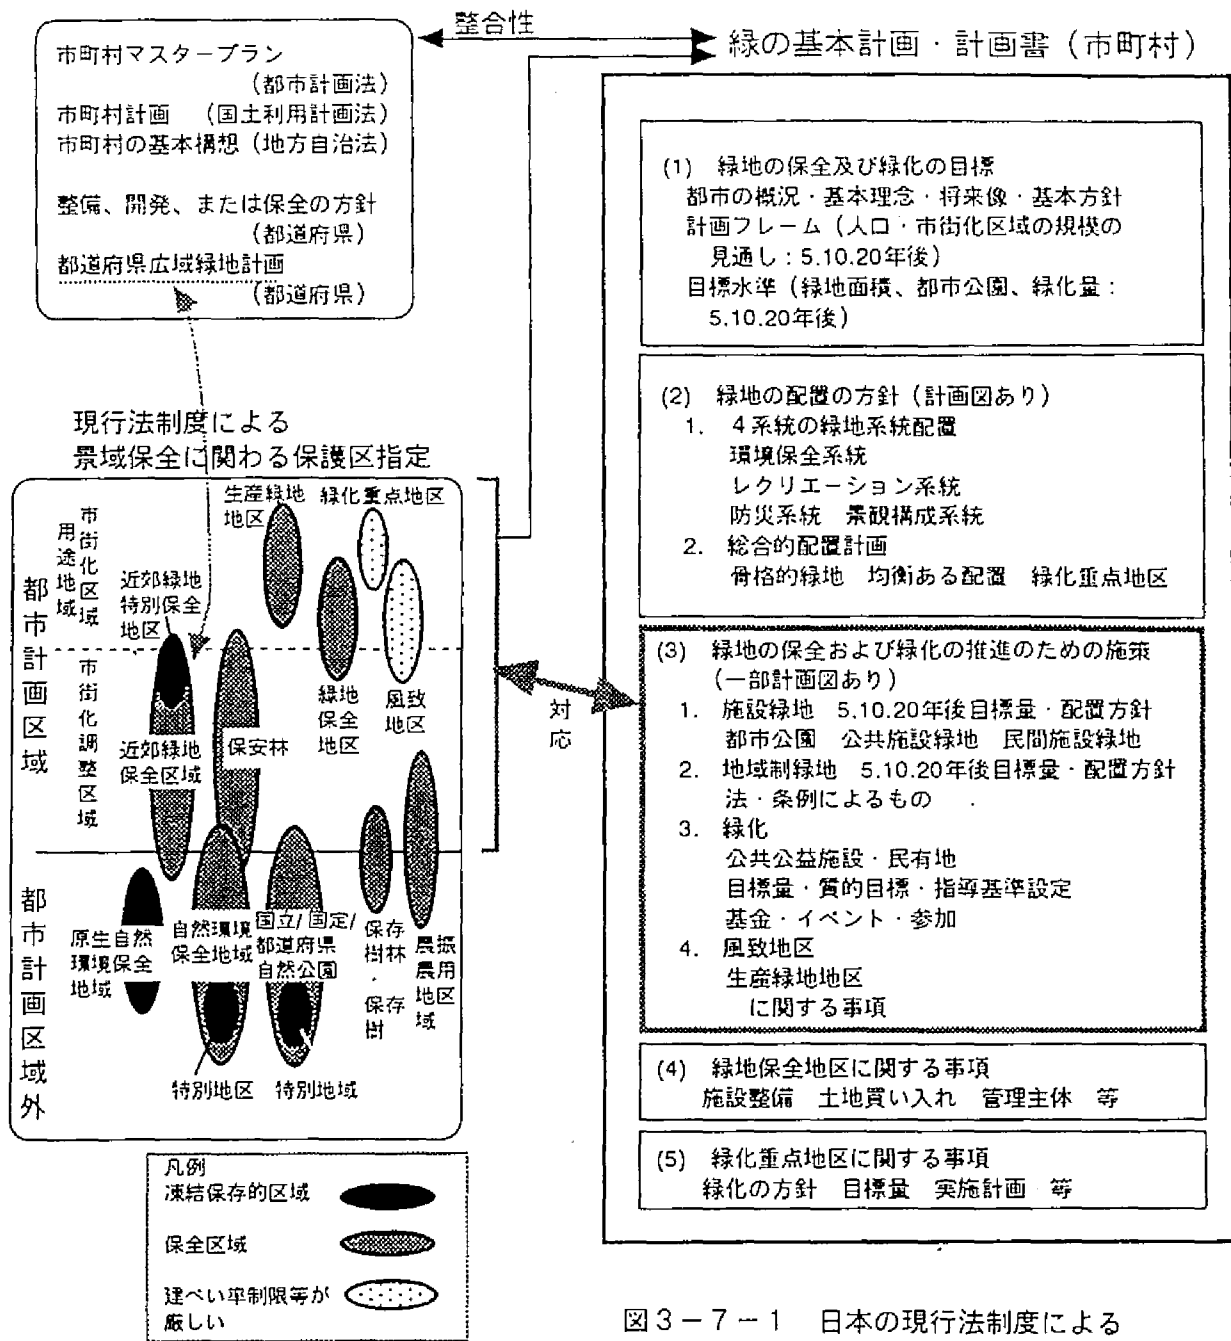 整合性
市町村マスタープラン
(都市計画法)
市町村計画 (国土利用計画法)
市町村の基本構想 (地方自治法)
整備、開発、または保全の方針
(都道府県)
都道府県広域緑地計画
(都道府県)
現行法制度による
景域保全に関わる保護区指定
都市計画区域
用途地域
市街化区域
市街化調整区域
都市計画区域外
生産緑地
地区
緑化重点地区
近郊緑地
特別保全
地区
緑地
保全
地区
風致
地区
近郊緑地
保全区域
保安林
原生自然
環境保全
地域
自然環境
保全地域
国立/国定/
都道府県
自然公園
保存
樹林
・
保存
樹
農振
農用
地区
域
特別地区
特別地域
対応
凡例
凍結保存的区域
保全区域
建ぺい率制限等が
厳しい
緑の基本計画・計画書 (市町村)
(1) 緑地の保全及び緑化の目標
都市の概況・基本理念・将来像・基本方針
計画フレーム (人口・市街化区域の規模の
見通し:5.10.20年後)
目標水準 (緑地面積、都市公園、緑化量:
5.10.20年後)
(2) 緑地の配置の方針 (計画図あり)
1. 4系統の緑地系統配置
環境保全系統
レクリエーション系統
防災系統 景観構成系統
2. 総合的配置計画
骨格的緑地 均衡ある配置 緑化重点地区
(3) 緑地の保全および緑化の推進のための施策
(一部計画図あり)
1. 施設緑地 5.10.20年後目標量・配置方針
都市公園 公共施設緑地 民間施設緑地
2. 地域制緑地 5.10.20年後目標量・配置方針
法・条例によるもの
3. 緑化
公共公益施設・民有地
目標量・質的目標・指導基準設定
基金・イベント・参加
4. 風致地区
生産緑地地区
に関する事項
(4) 緑地保全地区に関する事項
施設整備 土地買い入れ 管理主体 等
(5) 緑化重点地区に関する事項
緑化の方針 目標量 実施計画 等
図3-7-1 日本の現行法制度による